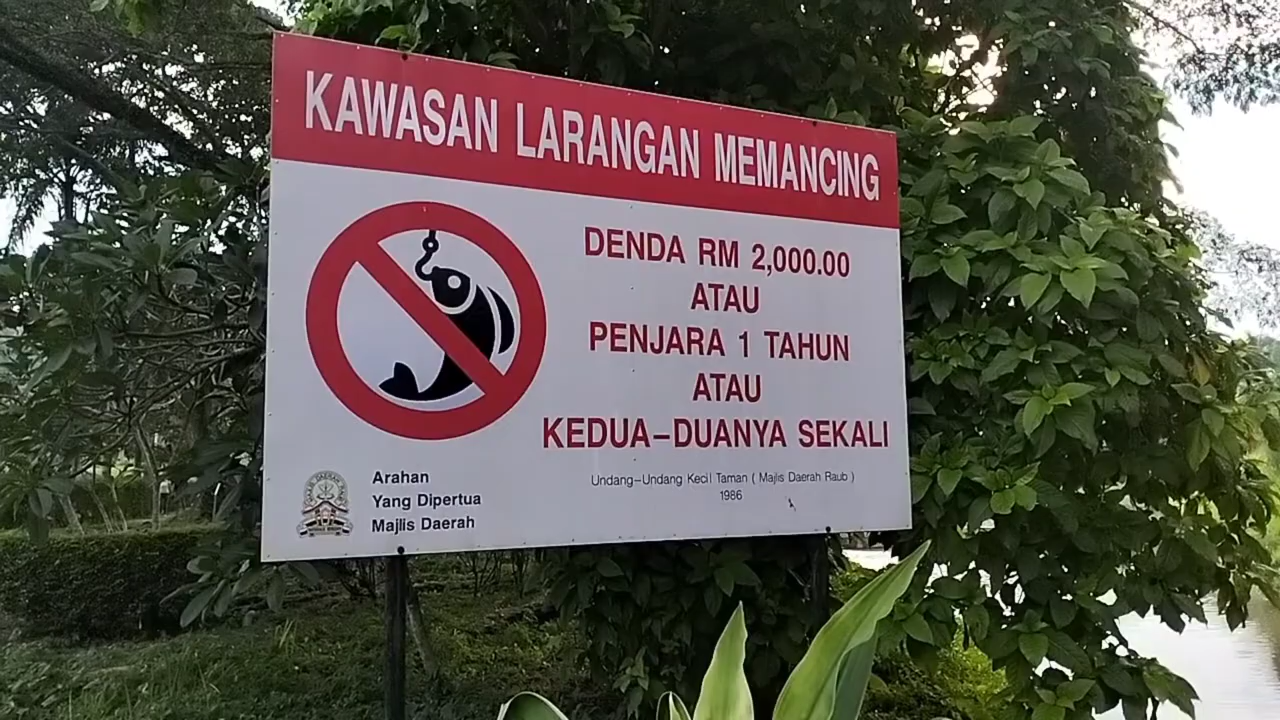 KAWASAN LARANGAN MEMANCING
DENDA RM 2,000.00
ATAU
PENJARA 1 TAHUN
ATAU
KEDUA-DUANYA SEKALI
Undang-Undang Kecil Taman ( Majlis Daerah Raub )
1986
Arahan
Yang Dipertua
Majlis Daerah